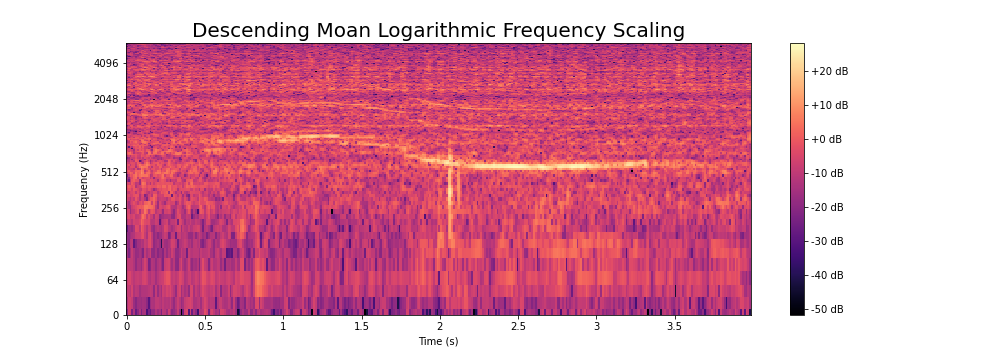 Descending Moan Logarithmic Frequency Scaling
Frequency (Hz)
4096
2048
1024
512
256
128
64
0
0
0.5
1
1.5
2
2.5
3
3.5
Time (s)
+20 dB
+10 dB
+0 dB
-10 dB
-20 dB
-30 dB
-40 dB
-50 dB